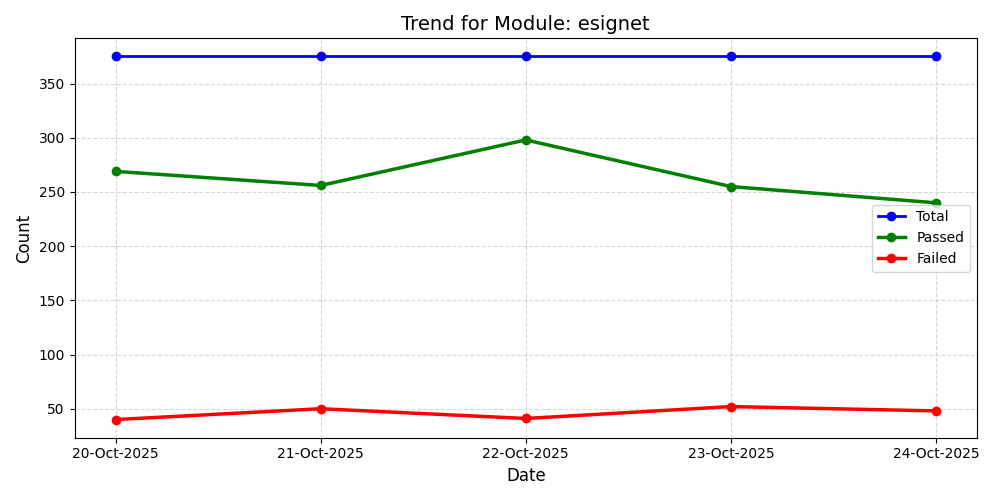 Trend for Module: esignet
Count
350
300
250
200
150
100
50
Total
Passed
Failed
20-Oct-2025 21-Oct-2025 22-Oct-2025 23-Oct-2025 24-Oct-2025
Date